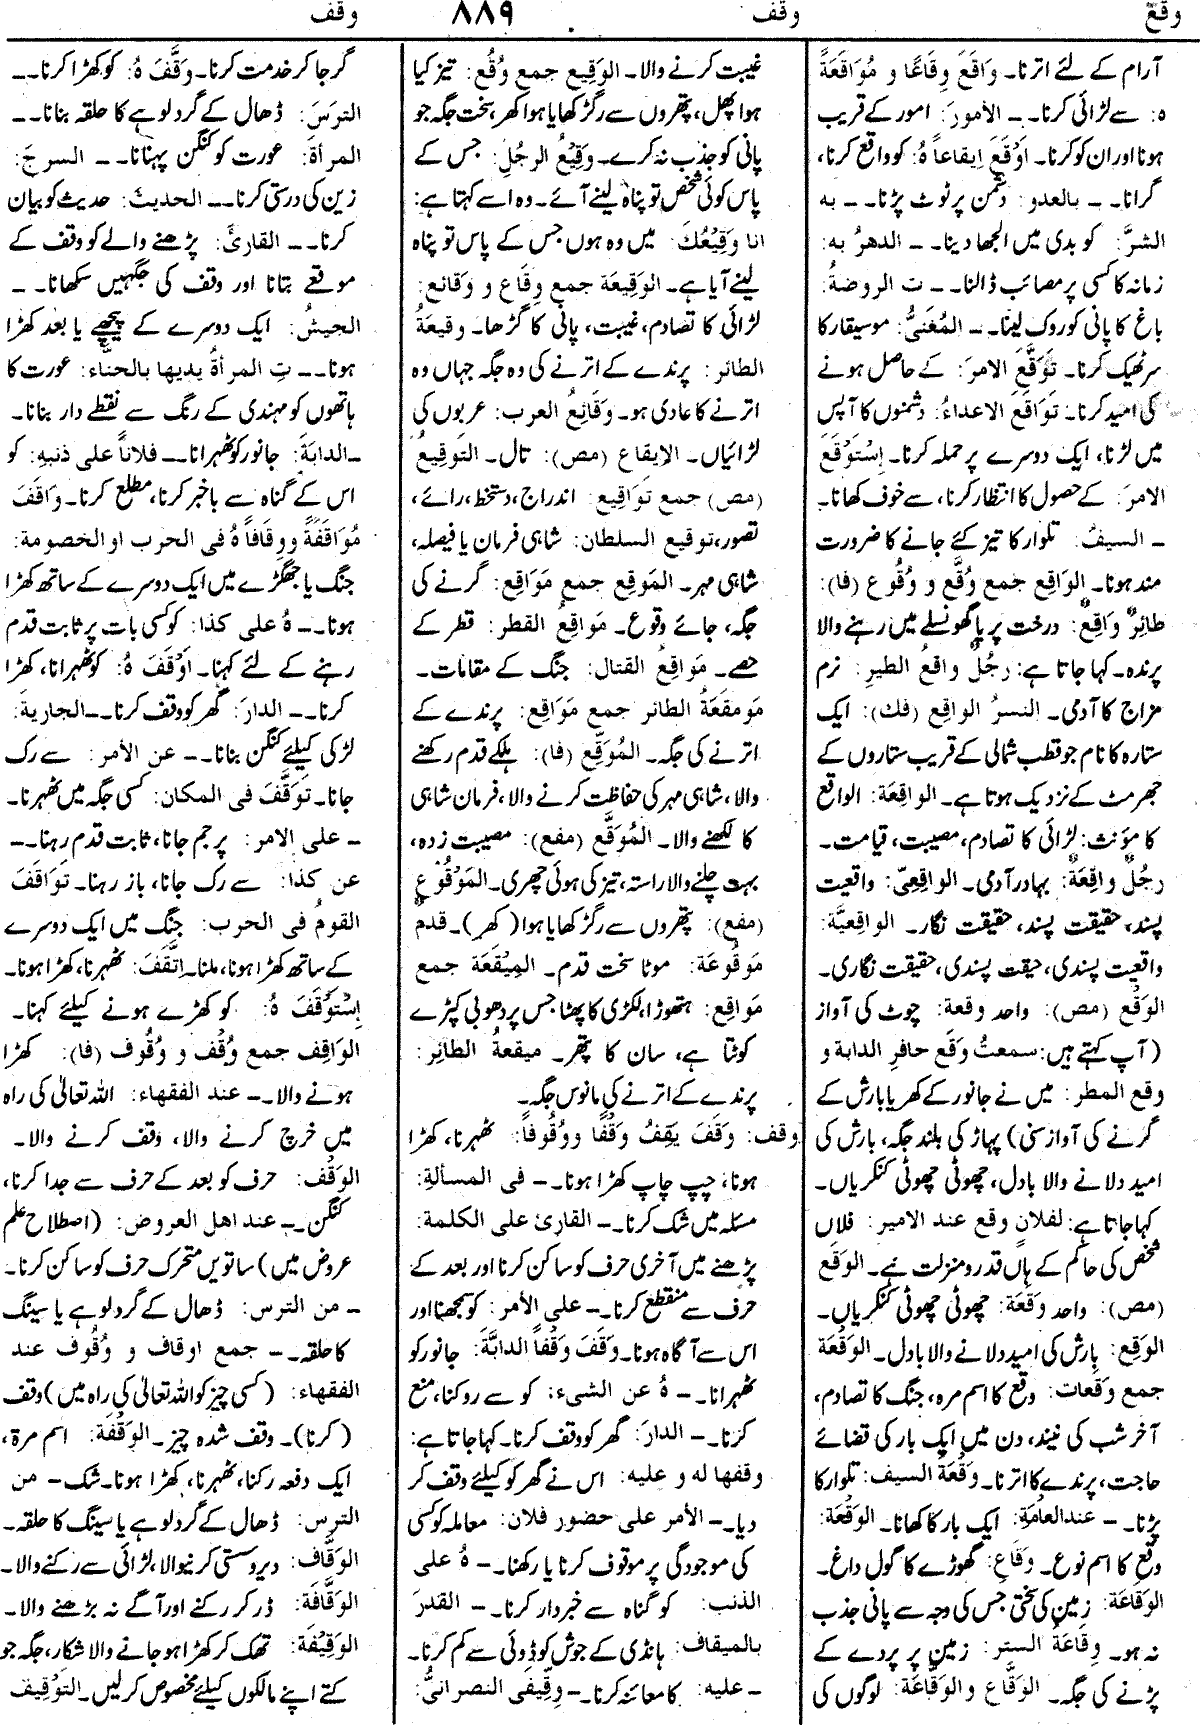 وقع
وقف
۸۸۹
وقف
آرام کے لئے اترنا۔ وَاقَعَ وِقَاعًا و مُوَاقَعَةً
ہ: سے لڑائی کرنا۔ ـ الأمورَ: امور کے قریب
ہونا اور ان کو کرنا۔ اَوْقَعَ اِيقاعاً هُ: کو واقع کرنا،
گرانا۔ ـ بالعدو: دشمن پر ٹوٹ پڑنا۔ ـ به
الشرَّ: کو بدی میں الجھا دینا۔ ـ الدهرُ به:
زمانہ کا کسی پر مصائب ڈالنا۔ ـ ت الروضةُ:
باغ کا پانی کو روک لینا۔ ـ المُغَنيُّ: موسیقار کا
سر ٹھیک کرنا۔ تَوَقَّعَ الامرَ: کے حاصل ہونے
کی امید کرنا۔ تَوَاقَعَ الاعداءُ: دشمنوں کا آپس
میں لڑنا، ایک دوسرے پر حملہ کرنا۔ اِسْتَوْقَعَ
الامرَ: کے حصول کا انتظار کرنا، سے خوف کھانا۔
ـ السیفُ: تلوار کا تیز کئے جانے کا ضرورت
مند ہونا۔ الوَاقِع جمع وُقَّع و وُقُوع (فا):
طائرٌ وَاقِعٌ: درخت پر یا گھونسلے میں رہنے والا
پرندہ۔ کہا جاتا ہے: رجُلٌ واقعُ الطیرِ: نرم
مزاج کا آدمی۔ النسرُ الواقِع (فک): ایک
ستارہ کا نام جو قطب شمالی کے قریب ستاروں کے
جھرمٹ کے نزدیک ہوتا ہے۔ الواقِعَة: الواقع
کا مؤنث: لڑائی کا تصادم، مصیبت، قیامت۔
رجُلٌ واقِعَةٌ: بہادر آدمی۔ الواقِعِیّ: واقعیت
پسند، حقیقت پسند، حقیقت نگار۔ الواقِعِیَّة:
واقعیت پسندی، حقیقت پسندی، حقیقت نگاری۔
الوَقْع (مص): واحد وقعة: چوٹ کی آواز
(آپ کہتے ہیں: سمعتُ وَقَع حافرِ الدابة و
وقع المطر: میں نے جانور کے کھر یا بارش کے
گرنے کی آواز سنی) پہاڑ کی بلند جگہ، بارش کی
امید دلانے والا بادل، چھوٹی چھوٹی کنکریاں۔
کہا جاتا ہے: لفلانٍ وقع عند الامیر: فلاں
شخص کی حاکم کے ہاں قدر و منزلت ہے۔ الوَقَع
(مص): واحد وَقَعَة: چھوٹی چھوٹی کنکریاں۔
الوَقِع: بارش کی امید دلانے والا بادل۔ الوَقْعَة
جمع وَقَعات: وقع کا اسم مرہ، جنگ کا تصادم،
آخر شب کی نیند، دن میں ایک بار کی قضائے
حاجت، پرندے کا اترنا۔ وَقْعَةُ السیف: تلوار کا
پڑنا۔ ـ عندالعامّةِ: ایک بار کا کھانا۔ الوِقْعَة:
وقع کا اسم نوع۔ وَقَاعِ: گھوڑے کا گول داغ۔
الوَقَاعَة: زمین کی سختی جس کی وجہ سے پانی جذب
نہ ہو۔ وِقَاعَةُ الستر: زمین پر پردے کے
پڑنے کی جگہ۔ الوَقَّاع والوَقَّاعَة: لوگوں کی
غیبت کرنے والا۔ الوَقِیع جمع وُقُع: تیز کیا
ہوا پھل، پتھروں سے رگڑ کھایا ہوا کھر، سخت جگہ جو
پانی کو جذب نہ کرے۔ وَقِیْعُ الرجُلِ: جس کے
پاس کوئی شخص تو پناہ لینے آئے۔ وہ اسے کہتا ہے:
انا وَقِیْعُكَ میں وہ ہوں جس کے پاس تو پناہ
لینے آیا ہے۔ الوَقِیعَة جمع وِقَاع و وَقائع:
لڑائی کا تصادم، غیبت، پانی کا گڑھا۔ وقیعَةُ
الطائر: پرندے کے اترنے کی وہ جگہ جہاں وہ
اترنے کا عادی ہو۔ وَقَائِعُ العرب: عربوں کی
لڑائیاں۔ الإیقاع (مص): تال۔ التَوقِیعُ
(مص) جمع تَوَاقِیع: اندراج، دستخط، رائے،
تصور، توقیع السلطان: شاہی فرمان یا فیصلہ،
شاہی مہر۔ المَوقِع جمع مَوَاقِع: گرنے کی
جگہ، جائے وقوع۔ مَواقِعُ القطر: قطر کے
حصے۔ مَوَاقِعُ القتال: جنگ کے مقامات۔
مَومقعَةُ الطائر جمع مَوَاقِع: پرندے کے
اترنے کی جگہ۔ المُوَقِّع (فا): ہلکے قدم رکھنے
والا، شاہی مہر کی حفاظت کرنے والا، فرمان شاہی
کا لکھنے والا۔ المُوَقَّع (مفع): مصیبت زدہ،
بہت چلنے والا راستہ، تیز کی ہوئی چھری۔ المَوْقُوع
(مفع): پتھروں سے رگڑ کھایا ہوا (کھر)۔ قدمٌ
مَوْقُوعَة: موٹا سخت قدم۔ المِیْقَعَة جمع
مَوَاقِع: ہتھوڑا، لکڑی کا پھٹا جس پر دھوبی کپڑے
کوٹتا ہے، سان کا پتھر۔ میقعةُ الطائِر:
پرندے کے اترنے کی مانوس جگہ۔
وقف: وَقَفَ یَقِفُ وَقْفًا ووُقُوفاً: ٹھہرنا، کھڑا
ہونا، چپ چاپ کھڑا ہونا۔ ـ فی المسألةِ:
مسئلہ میں شک کرنا۔ ـ القارئ علی الکلمة:
پڑھنے میں آخری حرف کو ساکن کرنا اور بعد کے
حرف سے منقطع کرنا۔ ـ علی الأمرِ: کو سمجھنا اور
اس سے آگاہ ہونا۔ وَقَفَ وَقْفاً الدابَّةَ: جانور کو
ٹھہرانا۔ ـ هُ عن الشیءِ: کو سے روکنا، منع
کرنا۔ ـ الدارَ: گھر کو وقف کرنا۔ کہا جاتا ہے:
وقفها له و علیه: اس نے گھر کو کیلئے وقف کر
دیا۔ ـ الأمر علی حضور فلان: معاملہ کو کسی
کی موجودگی پر موقوف کرنا یا رکھنا۔ ـ هُ علی
الذنب: کو گناہ سے خبردار کرنا۔ ـ القدرَ
بالمیقاف: ہانڈی کے جوش کو ڈوئی سے کم کرنا۔
ـ علیه: کا معائنہ کرنا۔ ـ وِقِّیفَی النصرانیُّ:
گرجا کر خدمت کرنا۔ وَقَّفَ هُ: کو کھڑا کرنا۔ ـ
الترَسَ: ڈھال کے گرد لوہے کا حلقہ بنانا۔ ـ
المرأةَ: عورت کو کنگن پہنانا۔ ـ السرجَ:
زین کی درستی کرنا۔ ـ الحدیثَ: حدیث کو بیان
کرنا۔ ـ القارئَ: پڑھنے والے کو وقف کے
موقعے بتانا اور وقف کی جگہیں سکھانا۔ ـ
الجیشُ: ایک دوسرے کے پیچھے یا بعد کھڑا
ہونا۔ ـ تِ المرأةُ یدیها بالحناء: عورت کا
ہاتھوں کو مہندی کے رنگ سے نقطے دار بنانا۔
ـ الدابَةَ: جانور کو ٹھہرانا ـ فلاناً علی ذنبهِ: کو
اس کے گناہ سے باخبر کرنا، مطلع کرنا۔ وَاقَفَ
مُوَاقَفَةً ووِقَافاً هُ فی الحرب او الخصومة:
جنگ یا جھگڑے میں ایک دوسرے کے ساتھ کھڑا
ہونا۔ ـ هُ علی کذا: کو کسی بات پر ثابت قدم
رہنے کے لئے کہنا۔ اَوْقَفَ هُ: کو ٹھہرانا، کھڑا
کرنا۔ ـ الدارَ: گھر کو وقف کرنا۔ ـ الجاریةَ:
لڑکی کیلئے کنگن بنانا۔ ـ عن الأمر: سے رک
جانا۔ تَوَقَّفَ فی المکان: کسی جگہ میں ٹھہرنا۔
ـ علی الامر: پر جم جانا، ثابت قدم رہنا۔ ـ
عن کذا: سے رک جانا، باز رہنا۔ تَوَاقَفَ
القومُ فی الحرب: جنگ میں ایک دوسرے
کے ساتھ کھڑا ہونا، ملنا۔ اِتَّقَفَ: ٹھہرنا، کھڑا ہونا۔
اِسْتَوْقَفَ هُ: کو کھڑے ہونے کیلئے کہنا۔
الوَاقِف جمع وُقْف و وُقُوف (فا): کھڑا
ہونے والا۔ ـ عند الفقهاء: اللہ تعالیٰ کی راہ
میں خرچ کرنے والا، وقف کرنے والا۔
الوَقْف: حرف کو بعد کے حرف سے جدا کرنا،
کنگن۔ ـ عند اهل العروض: (اصطلاح علم
عروض میں) ساتویں متحرک حرف کو ساکن کرنا۔
ـ من الترس: ڈھال کے گرد لوہے یا سینگ
کا حلقہ۔ ـ جمع اوقاف و وُقُوف عند
الفقهاء: (کسی چیز کو اللہ تعالیٰ کی راہ میں) وقف
(کرنا)۔ وقف شدہ چیز۔ الوَقْفَة: اسم مرة،
ایک دفعہ رکنا، ٹھہرنا، کھڑا ہونا۔ شک ـ من
الترس: ڈھال کے گرد لوہے یا سینگ کا حلقہ۔
الوَقَّاف: دیر و سستی کرنیوالا، لڑائی سے رکنے والا۔
الوَقَّافَة: ڈر کر رکنے اور آگے نہ بڑھنے والا۔
الوَقِیْفَة: تھک کر کھڑا ہو جانے والا شکار، جگہ جو
کتے اپنے مالکوں کیلئے مخصوص کرلیں۔ التَوْقِیف